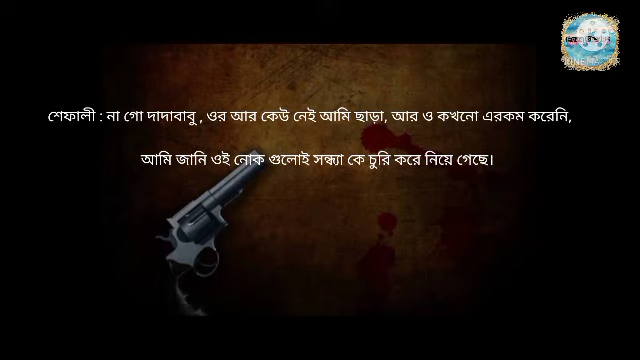 শেফালী : না গো দাদাবাবু , ওর আর কেউ নেই আমি ছাড়া, আর ও কখনো এরকম করেনি,
আমি জানি ওই নোক গুলোই সন্ধ্যা কে চুরি করে নিয়ে গেছে।